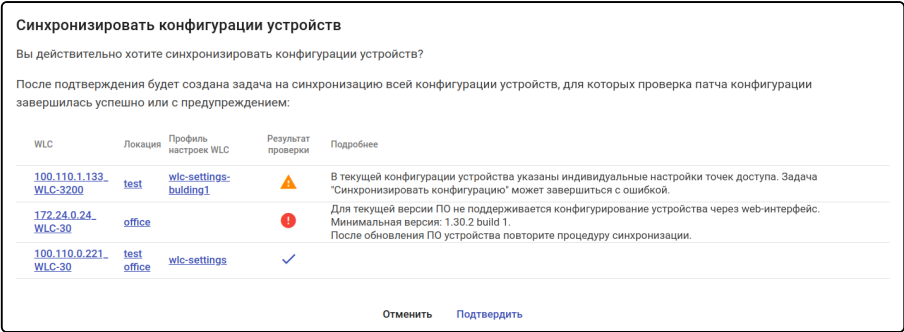 Синхронизировать конфигурации устройств
Вы действительно хотите синхронизировать конфигурации устройств?
После подтверждения будет создана задача на синхронизацию всей конфигурации устройств, для которых проверка патча конфигурации
завершилась успешно или с предупреждением:
WLC Локация Профиль настроек WLC Результат проверки Подробнее
100.110.1.133_
WLC-3200
test
wlc-settings-
bulding1
В текущей конфигурации устройства указаны индивидуальные настройки точек доступа. Задача
"Синхронизировать конфигурацию" может завершиться с ошибкой.
172.24.0.24_
WLC-30
office
Для текущей версии ПО не поддерживается конфигурирование устройства через web-интерфейс.
Минимальная версия: 1.30.2 build 1.
После обновления ПО устройства повторите процедуру синхронизации.
100.110.0.221_
WLC-30
test
office
wlc-settings
Отменить Подтвердить